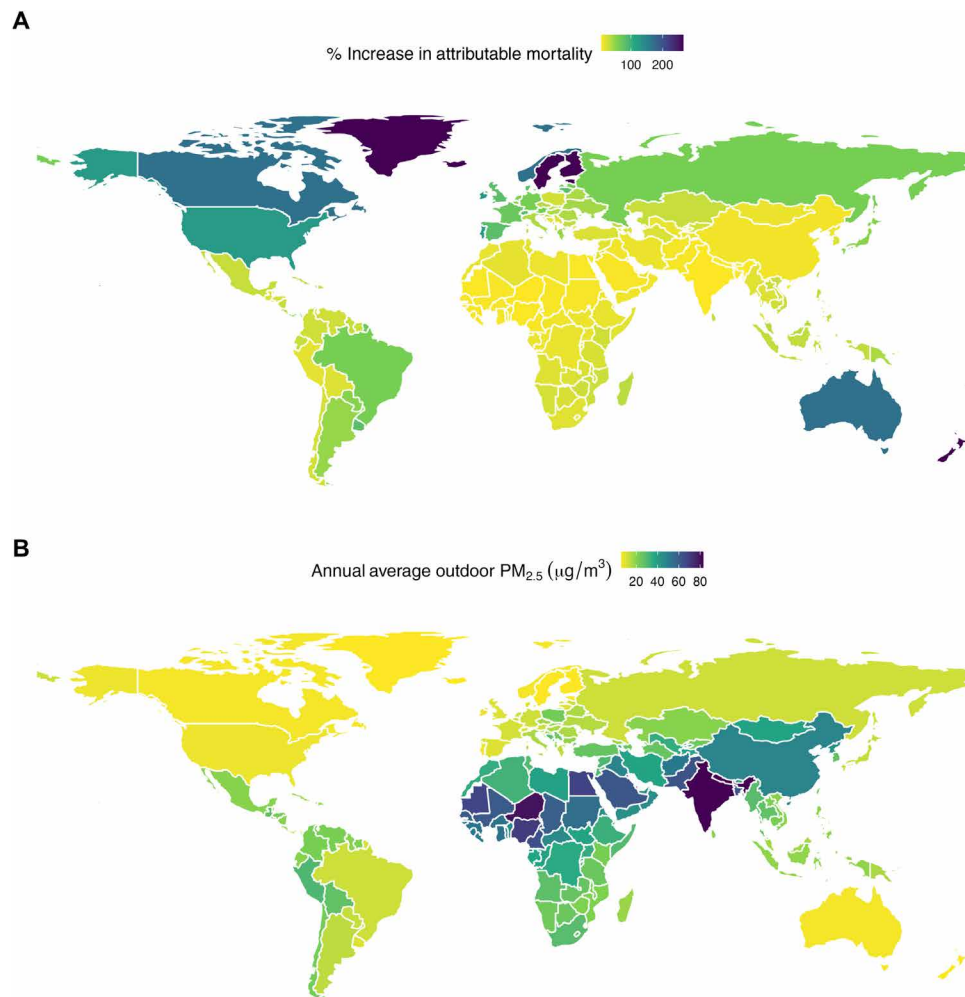 A
% Increase in attributable mortality
100 200
B
Annual average outdoor PM₂.₅ (μg/m³)
20 40 60 80